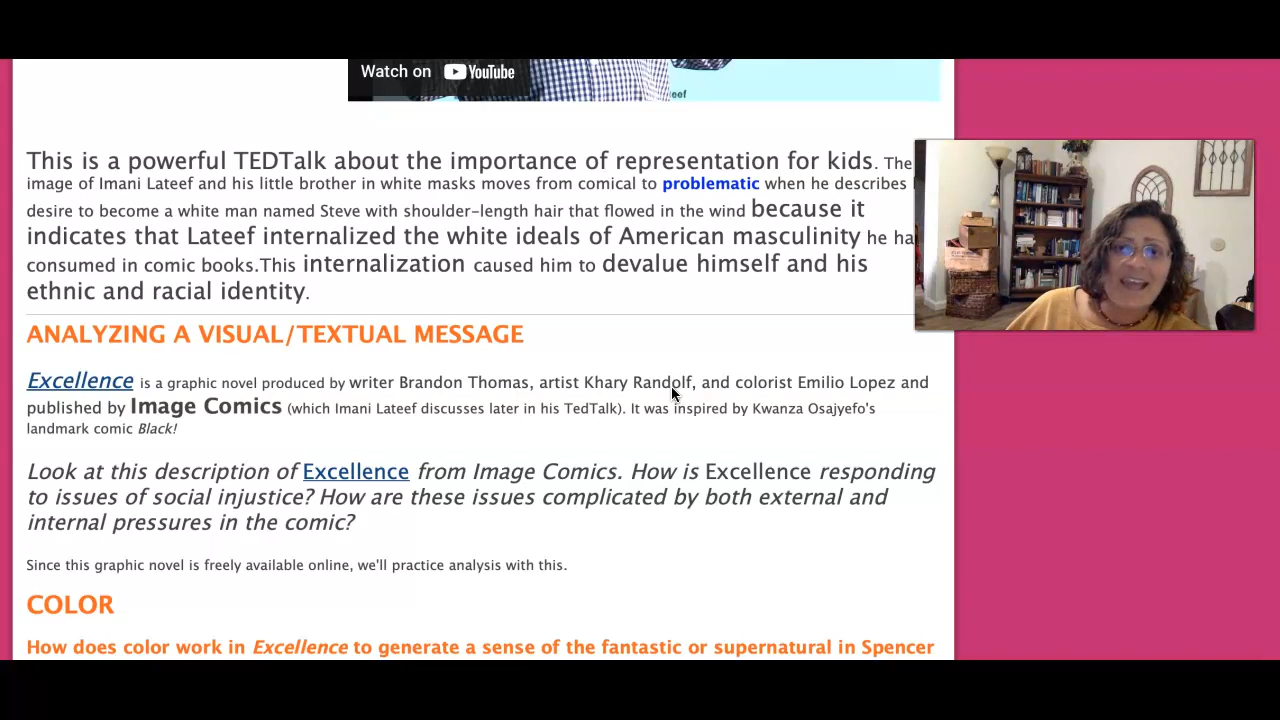 Watch on YouTube
eef
This is a powerful TEDTalk about the importance of representation for kids. The
image of Imani Lateef and his little brother in white masks moves from comical to problematic when he describes
desire to become a white man named Steve with shoulder-length hair that flowed in the wind because it
indicates that Lateef internalized the white ideals of American masculinity he ha
consumed in comic books.This internalization caused him to devalue himself and his
ethnic and racial identity.
ANALYZING A VISUAL/TEXTUAL MESSAGE
Excellence is a graphic novel produced by writer Brandon Thomas, artist Khary Randolf, and colorist Emilio Lopez and
published by Image Comics (which Imani Lateef discusses later in his TedTalk). It was inspired by Kwanza Osajyefo's
landmark comic Black!
Look at this description of Excellence from Image Comics. How is Excellence responding
to issues of social injustice? How are these issues complicated by both external and
internal pressures in the comic?
Since this graphic novel is freely available online, we'll practice analysis with this.
COLOR
How does color work in Excellence to generate a sense of the fantastic or supernatural in Spencer